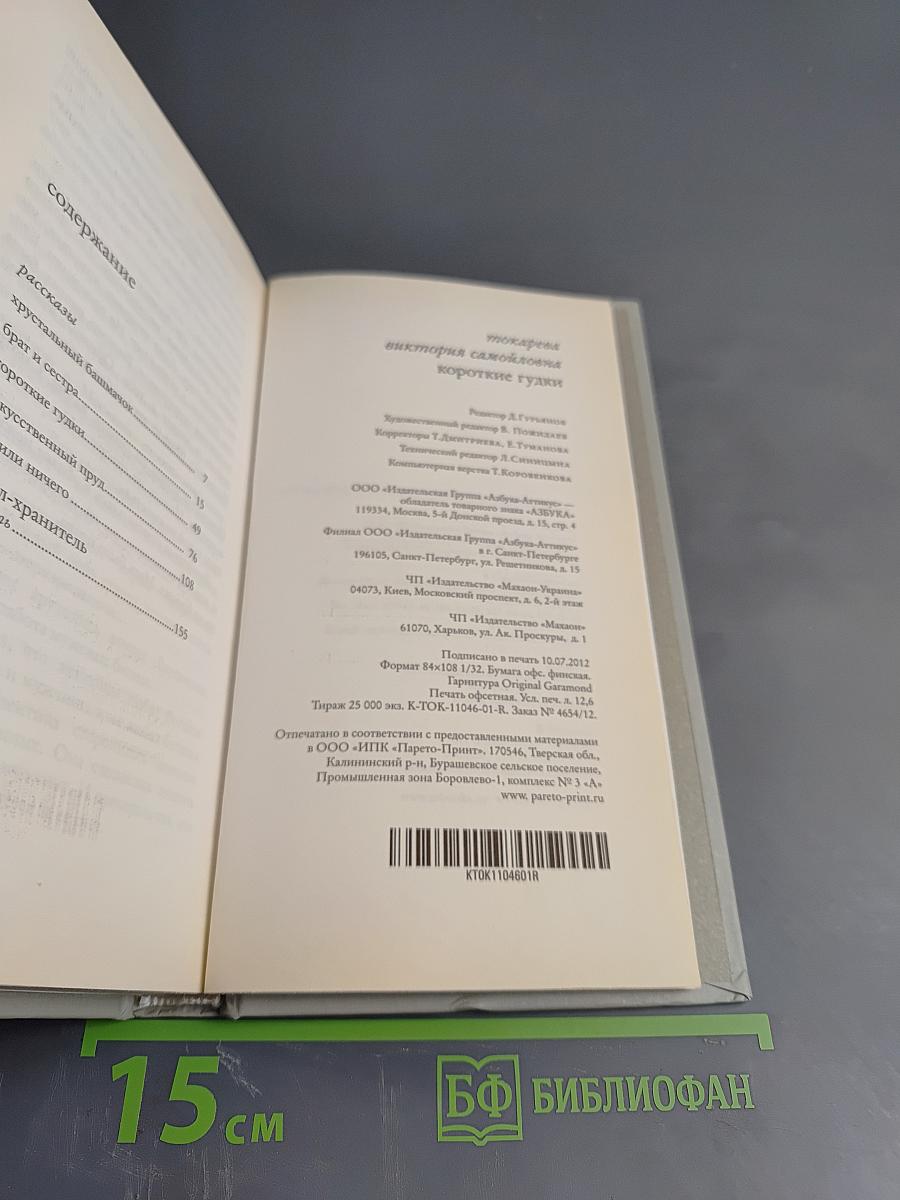 содержание
рассказы
хрустальный башмачок 7
брат и сестра 15
короткие гудки 49
кусственный пруд 76
или ничего 108
л-хранитель
155
токарева
виктория самойловна
короткие гудки
Редактор Д. Гурьянов
Художественный редактор В. Пожидаев
Корректоры Т. Дмитриева, Е. Туманова
Технический редактор Л. Синицына
Компьютерная верстка Т. Коровенкова
ООО «Издательская Группа «Азбука-Аттикус» —
обладатель товарного знака «АЗБУКА»
119334, Москва, 5-й Донской проезд, д. 15, стр. 4
Филиал ООО «Издательская Группа «Азбука-Аттикус»
в г. Санкт-Петербурге
196105, Санкт-Петербург, ул. Решетникова, д. 15
ЧП «Издательство «Махаон-Украина»
04073, Киев, Московский проспект, д. 6, 2-й этаж
ЧП «Издательство «Махаон»
61070, Харьков, ул. Ак. Проскуры, д. 1
Подписано в печать 10.07.2012
Формат 84×108 1/32. Бумага офс. финская.
Гарнитура Original Garamond
Печать офсетная. Усл. печ. л. 12,6
Тираж 25 000 экз. K-TOK-11046-01-R. Заказ № 4654/12.
Отпечатано в соответствии с предоставленными материалами
в ООО «ИПК «Парето-Принт». 170546, Тверская обл.,
Калининский р-н, Бурашевское сельское поселение,
Промышленная зона Боровлево-1, комплекс № 3 «А»
www. pareto-print.ru
KTOK1104601R
15 см
БФ БИБЛИОФАН